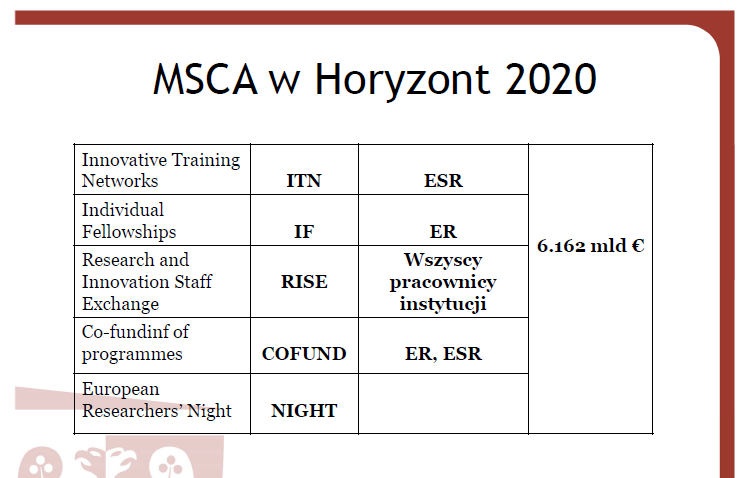 MSCA w Horyzont 2020
Innovative Training
Networks
ITN
ESR
Individual
Fellowships
IF
ER
Research and
Innovation Staff
Exchange
RISE
Wszyscy
pracownicy
instytucji
Co-fundinf of
programmes
COFUND
ER, ESR
European
Researchers’ Night
NIGHT
6.162 mld €